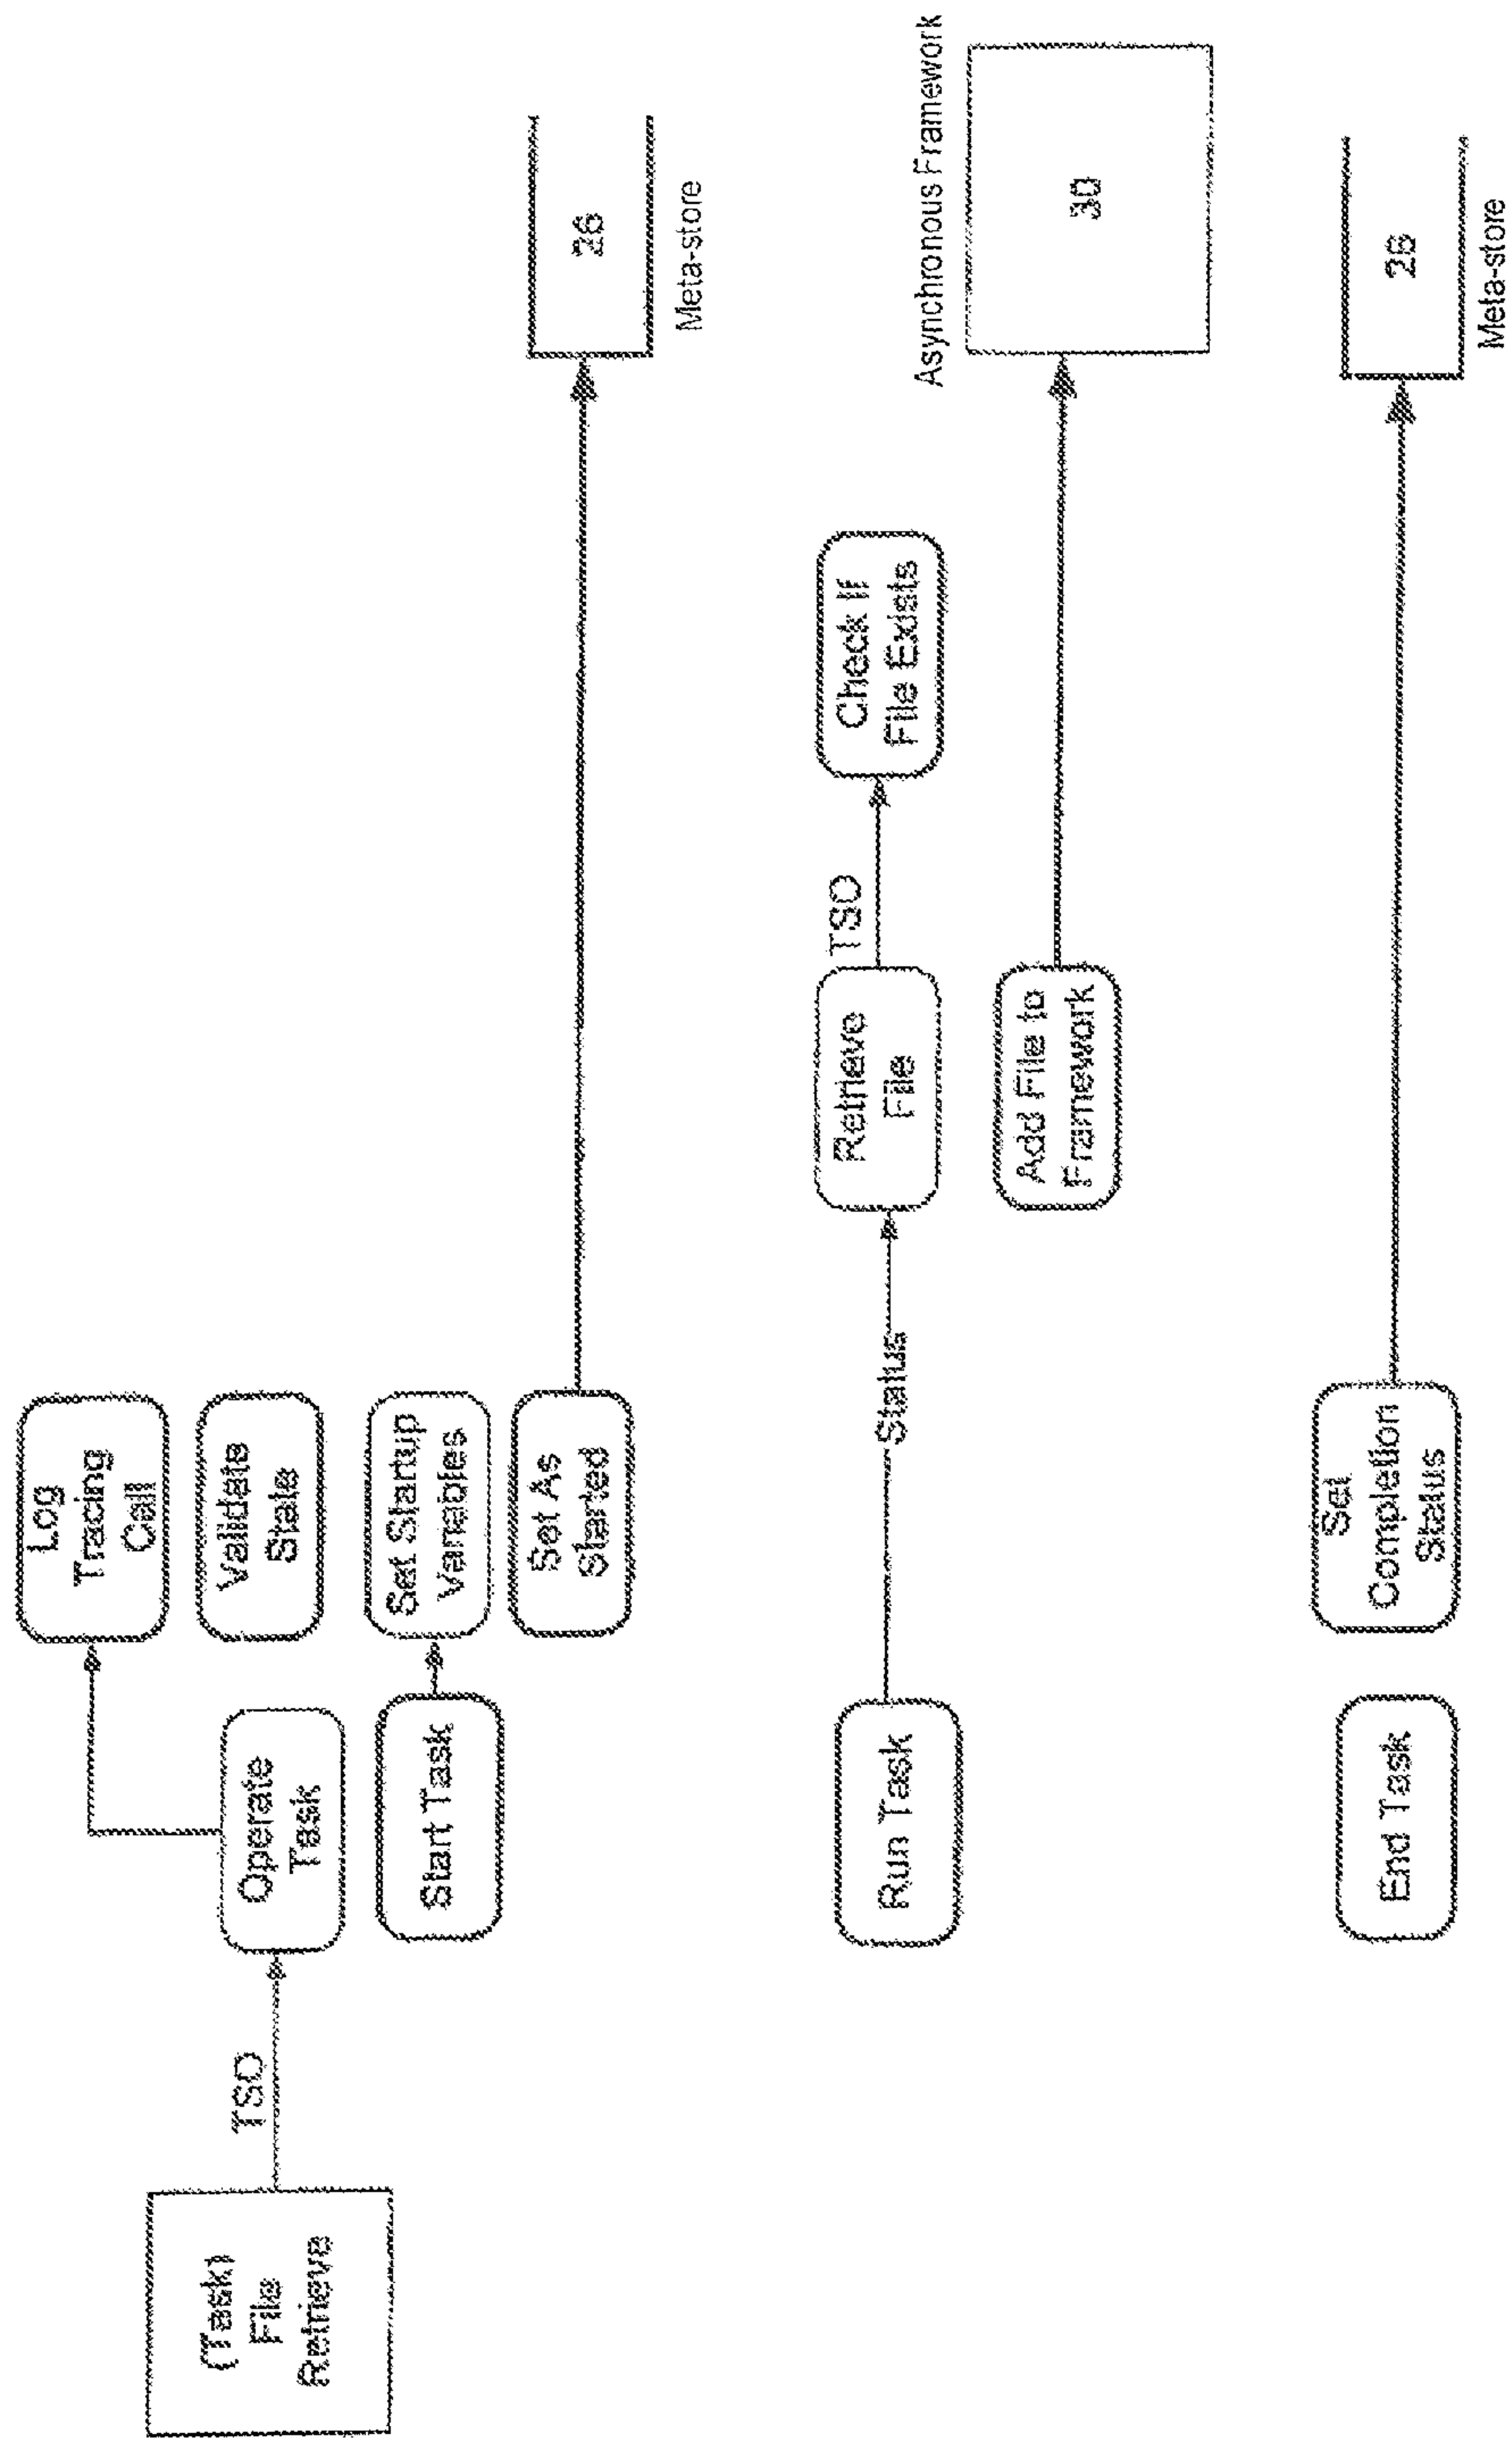 (Task)
File
Retrieve
TSO
Operate
Task
Log
Tracing
Call
Validate
State
Start Task
Set Startup
Variables
Set As
Started
26
Meta-store
Run Task
Status
Retrieve
File
TSO
Check If
File Exists
Add File to
Framework
Asynchronous Framework
30
End Task
Set
Completion
Status
26
Meta-store